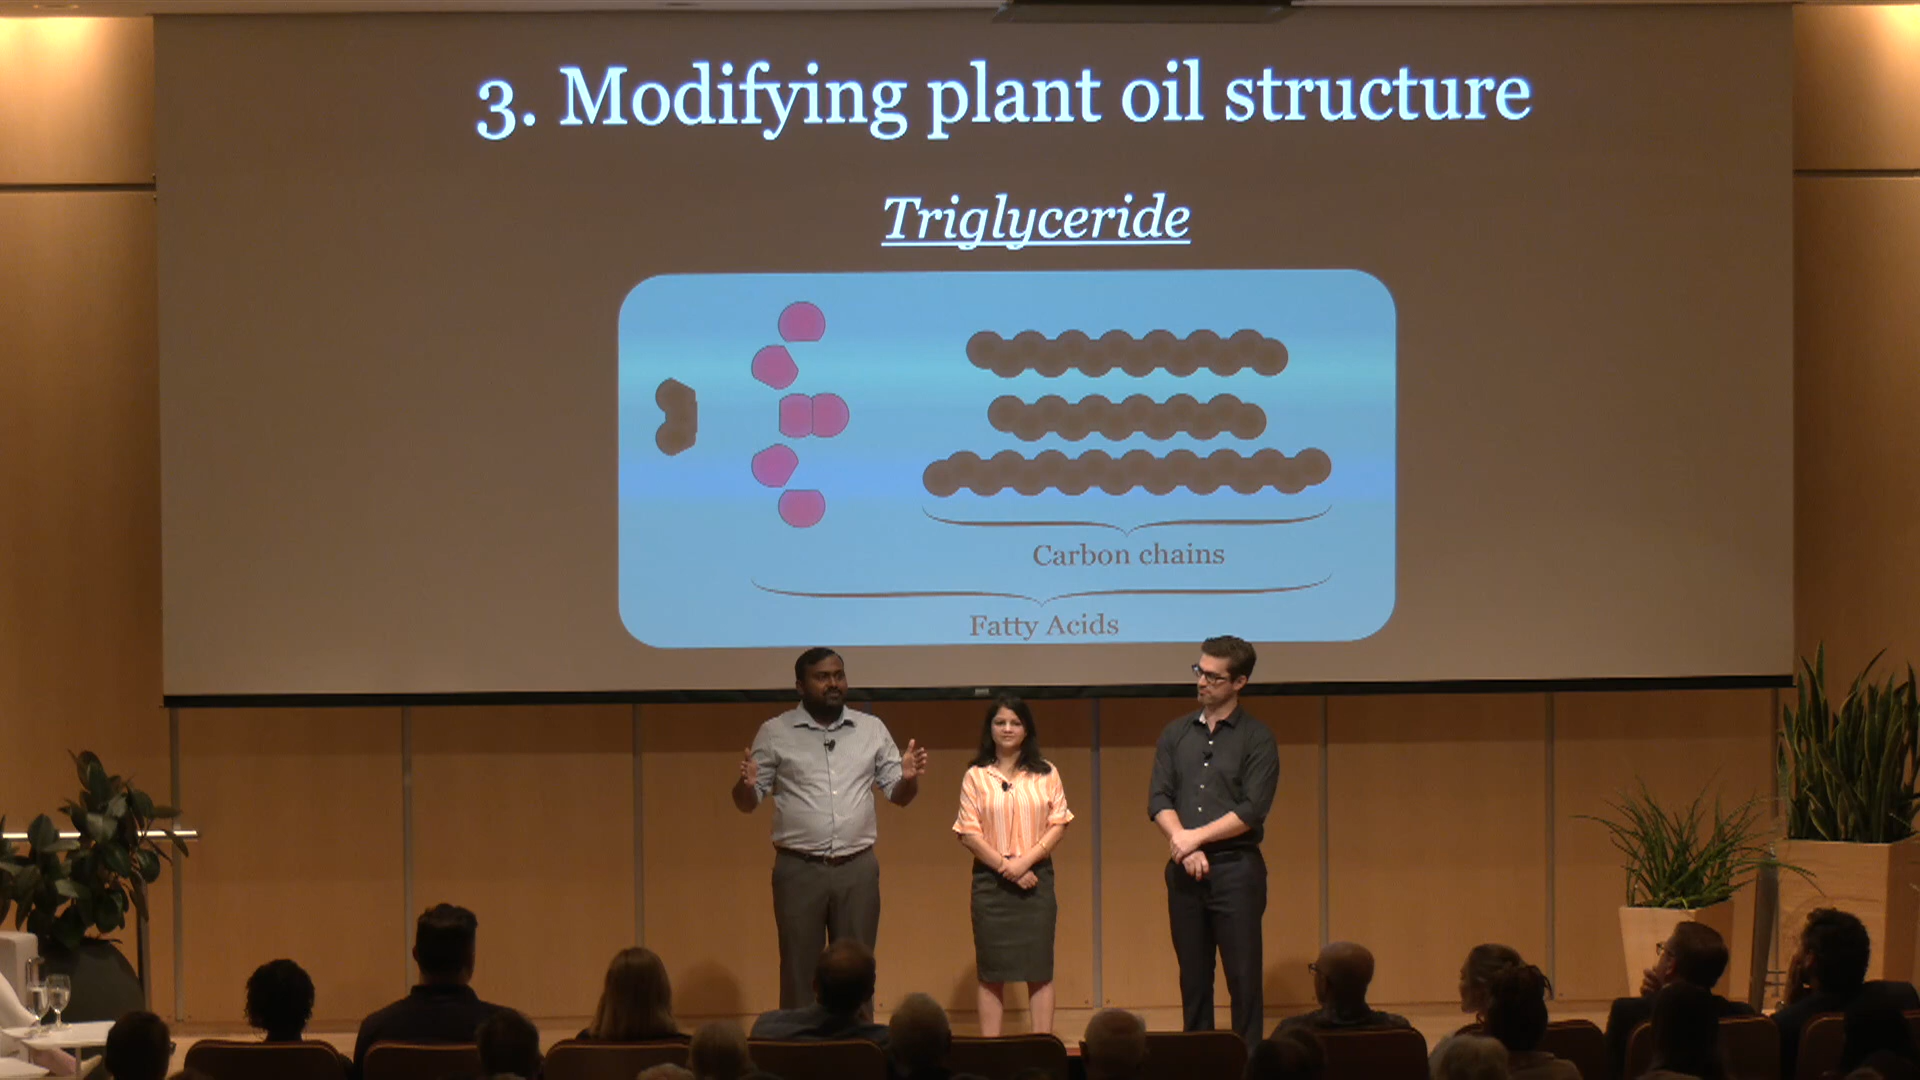 3. Modifying plant oil structure
Triglyceride
Carbon chains
Fatty Acids